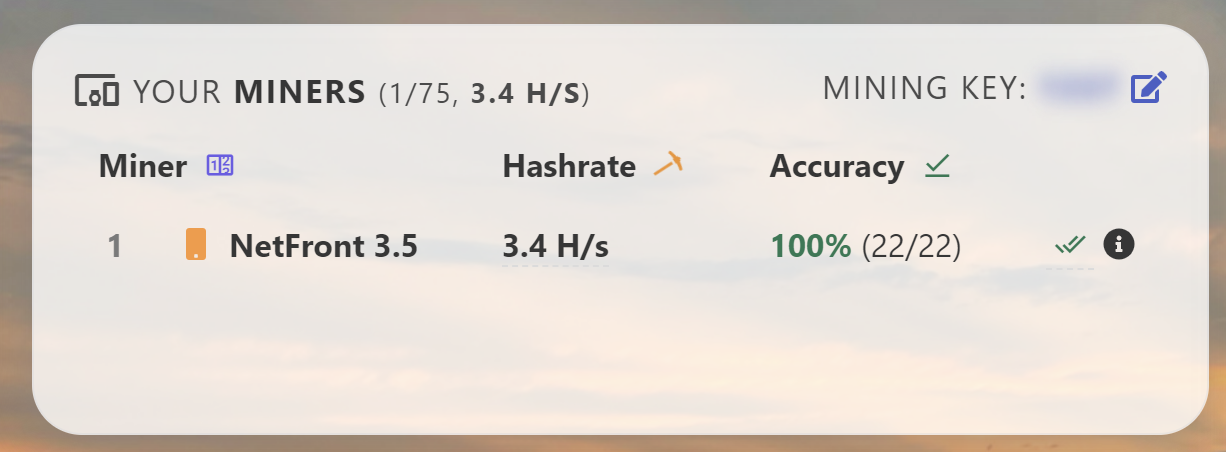 YOUR MINERS (1/75, 3.4 H/S)
MINING KEY:
Miner Hashrate Accuracy
1 NetFront 3.5 3.4 H/s 100% (22/22)